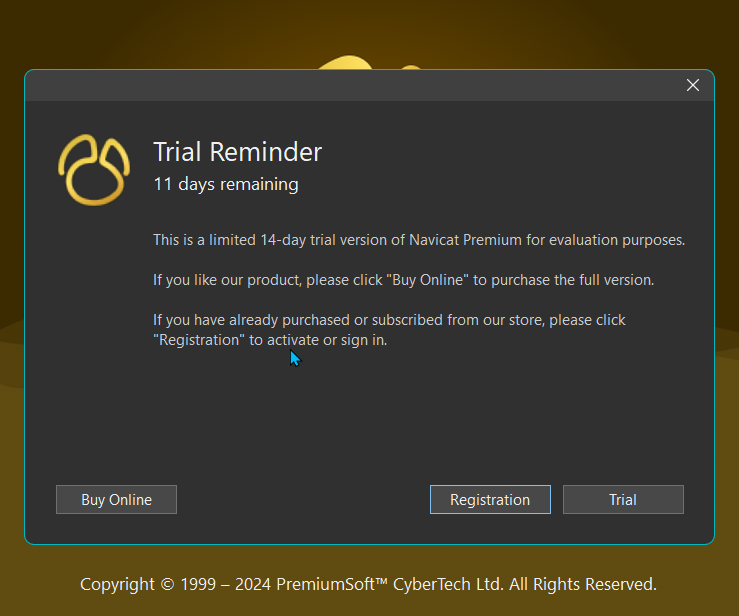 Trial Reminder
11 days remaining
This is a limited 14-day trial version of Navicat Premium for evaluation purposes.
If you like our product, please click "Buy Online" to purchase the full version.
If you have already purchased or subscribed from our store, please click
"Registration" to activate or sign in.
Buy Online
Registration
Trial
Copyright © 1999 – 2024 PremiumSoft™ CyberTech Ltd. All Rights Reserved.